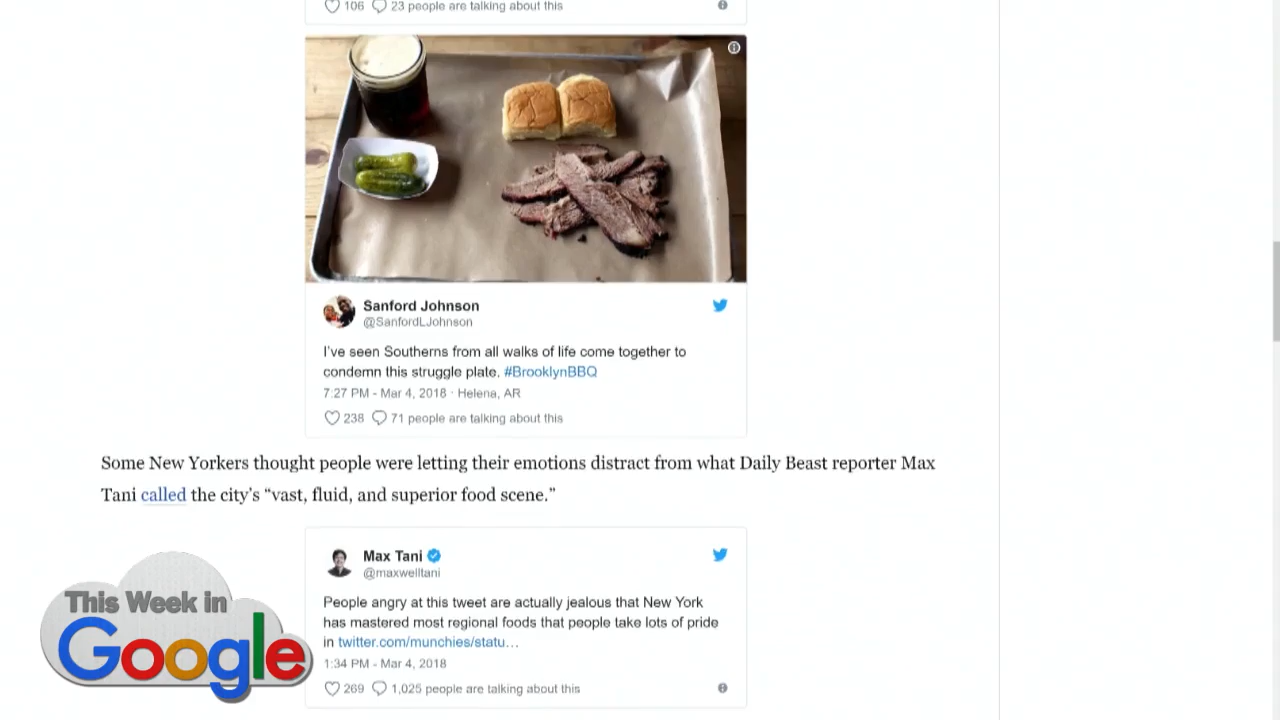 106 23 people are talking about this
Sanford Johnson
@SanfordLJohnson
I've seen Southerns from all walks of life come together to
condemn this struggle plate. #BrooklynBBQ
7:27 PM - Mar 4, 2018 · Helena, AR
238 71 people are talking about this
Some New Yorkers thought people were letting their emotions distract from what Daily Beast reporter Max
Tani called the city's “vast, fluid, and superior food scene.”
Max Tani
@maxwelltani
People angry at this tweet are actually jealous that New York
has mastered most regional foods that people take lots of pride
in twitter.com/munchies/statu…
1:34 PM - Mar 4, 2018
269 1,025 people are talking about this
This Week in
Google